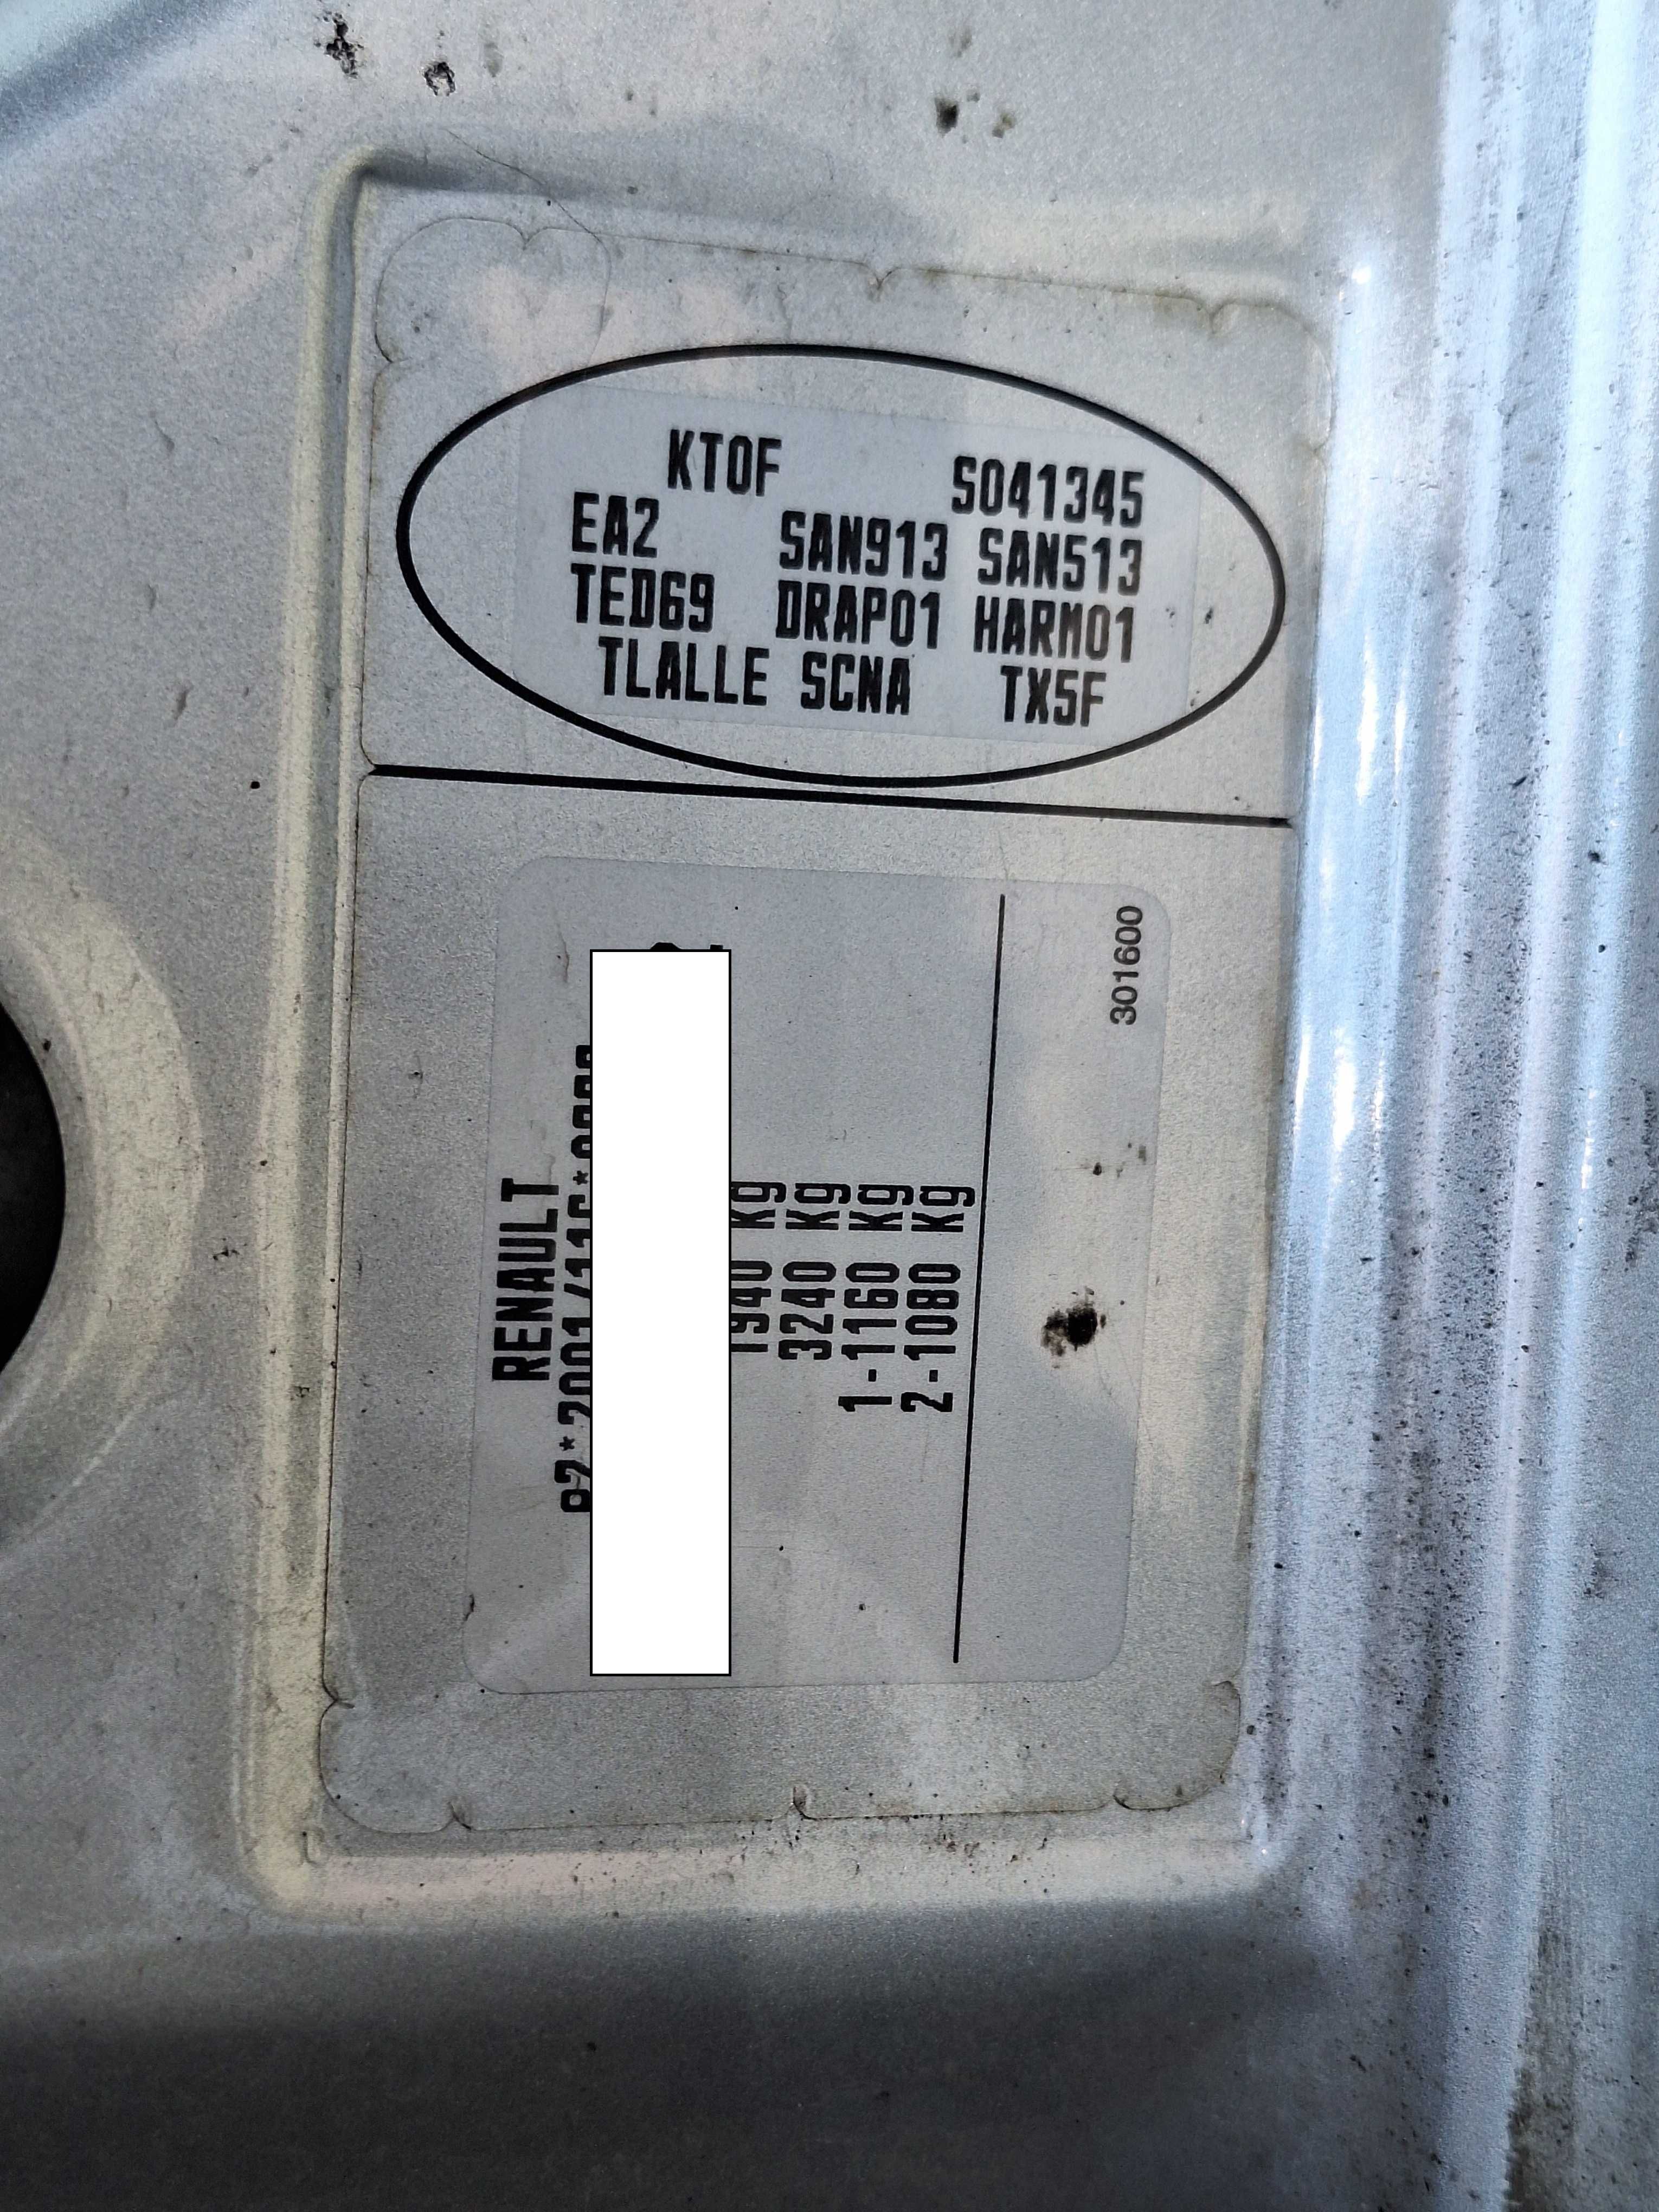 KT0F S041345
EA2 SAN913 SAN513
TED69 DRAP01 HARM01
TLALLE SCNA TX5F
RENAULT
1940 Kg
3240 Kg
1-1160 Kg
2-1080 Kg
301600